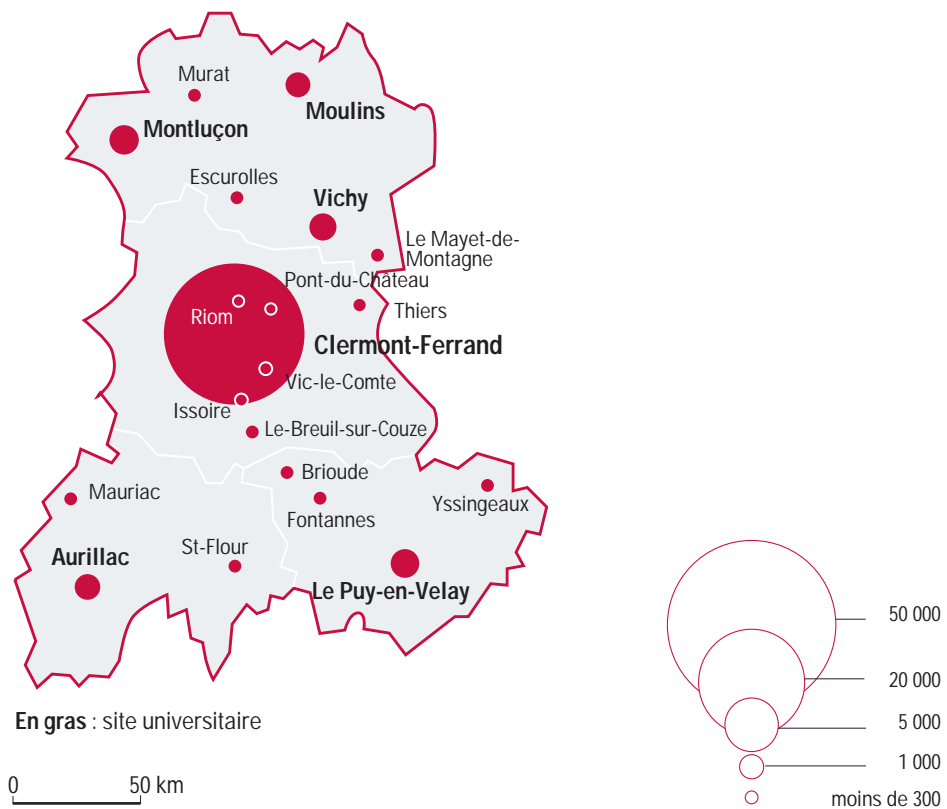 Murat
Moulins
Montluçon
Escurolles
Vichy
Le Mayet-de-
Montagne
Pont-du-Château
Riom
Thiers
Clermont-Ferrand
Vic-le-Comte
Issoire
Le-Breuil-sur-Couze
Brioude
Mauriac
Yssingeaux
Fontannes
St-Flour
Aurillac
Le Puy-en-Velay
En gras : site universitaire
0 50 km
50 000
20 000
5 000
1 000
moins de 300